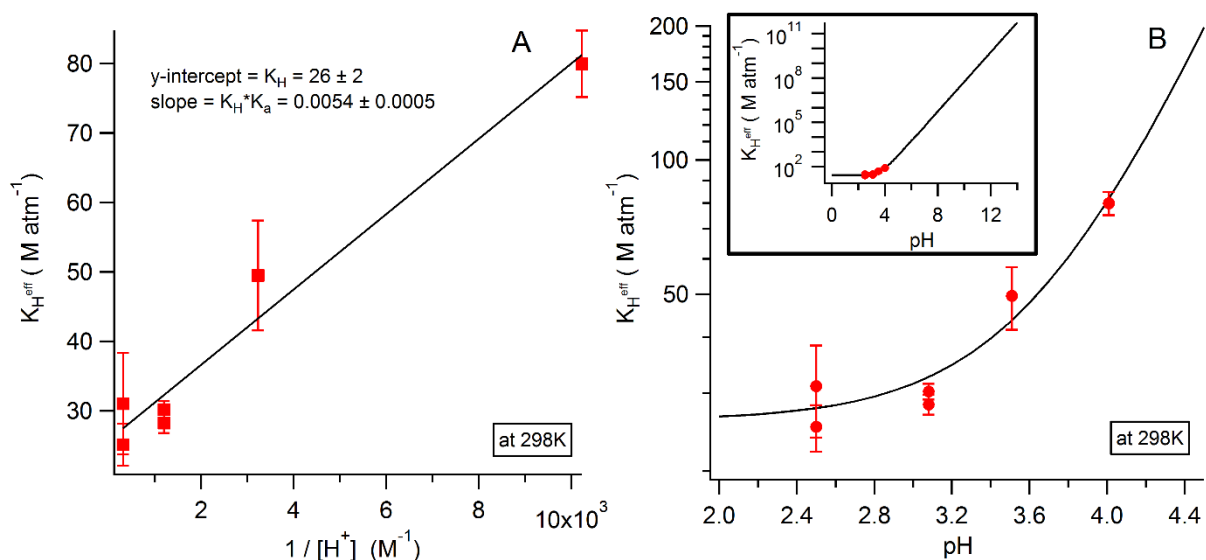 A
y-intercept = K_H = 26 ± 2
slope = K_H*K_a = 0.0054 ± 0.0005
80
70
60
50
40
30
K_H^eff ( M atm^-1)
at 298K
2
4
6
8
10x10^3
1 / [H^+] (M^-1)
B
200
150
100
50
K_H^eff ( M atm^-1)
10^11
10^8
10^5
10^2
K_H^eff ( M atm^-1)
0
4
8
12
pH
at 298K
2.0
2.4
2.8
3.2
3.6
4.0
4.4
pH